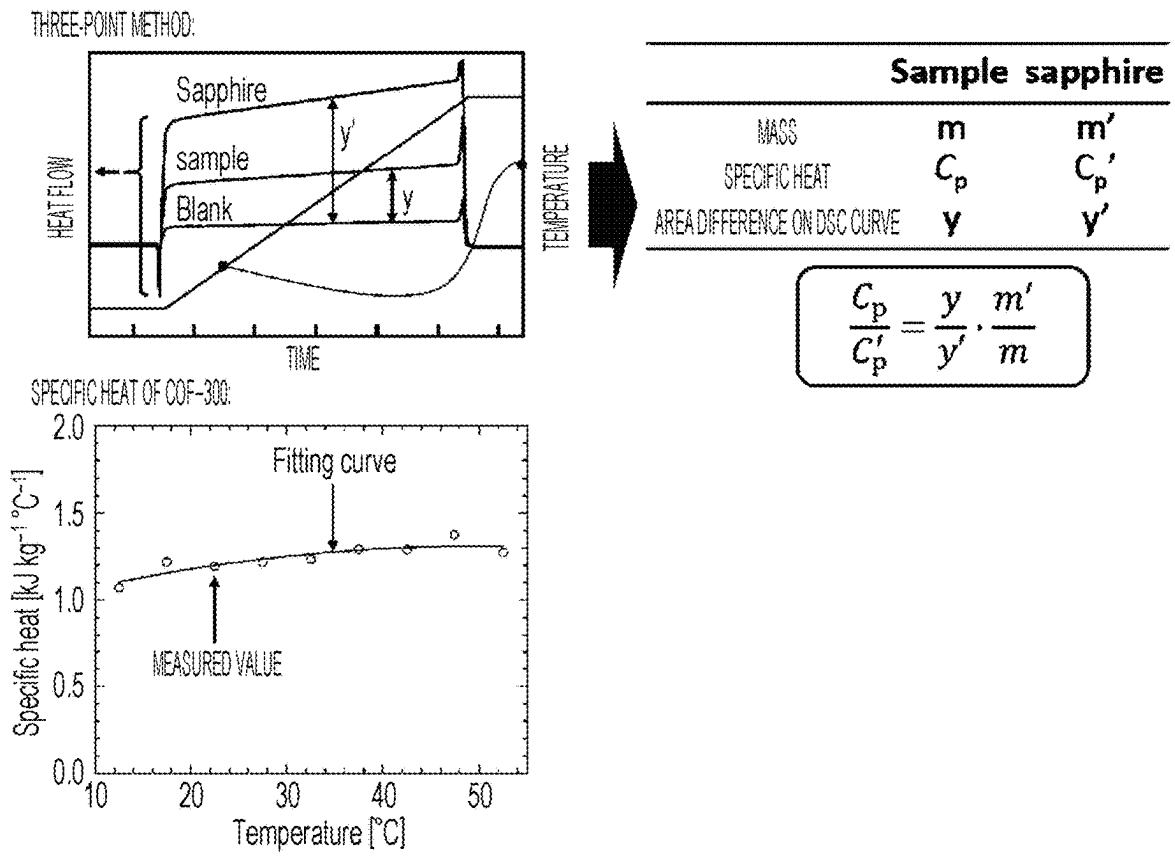 THREE-POINT METHOD:
HEAT FLOW
Sapphire
sample
Blank
y'
y
TEMPERATURE
TIME
Sample sapphire
MASS m m'
SPECIFIC HEAT Cp Cp'
AREA DIFFERENCE ON DSC CURVE y y'
Cp/C'p = y/y' · m'/m
SPECIFIC HEAT OF COF-300:
Specific heat [kJ kg⁻¹ °C⁻¹]
2.0
1.5
1.0
0.5
0.0
Fitting curve
MEASURED VALUE
10 20 30 40 50
Temperature [°C]